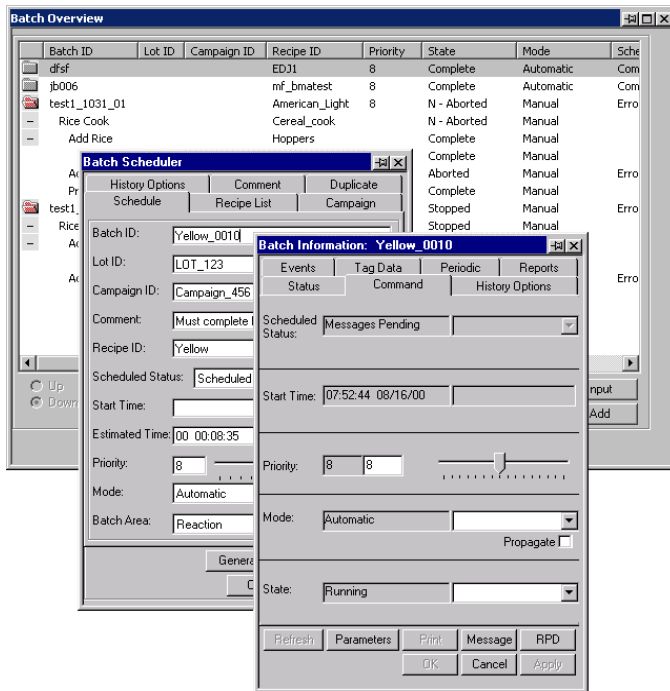 Batch Overview
Batch ID Lot ID Campaign ID Recipe ID Priority State Mode Sche
dfsf EDJ1 8 Complete Automatic Com
jb006 mf_bmatest 8 Complete Automatic Com
test1_1031_01 American_Light 8 N - Aborted Manual Erro
Rice Cook Cereal_cook N - Aborted Manual
Add Rice Hoppers Complete Manual
Complete Manual
Aborted Manual Erro
Pr Complete Manual
test1_ Stopped Manual Erro
Rice Stopped Manual
Erro
Up
Down
nput
Add
Batch Scheduler
History Options Comment Duplicate
Schedule Recipe List Campaign
Batch ID: Yellow_0010
Lot ID: LOT_123
Campaign ID: Campaign_456
Comment: Must complete
Recipe ID: Yellow
Scheduled Status: Scheduled
Start Time:
Estimated Time: 00 00:08:35
Priority: 8
Mode: Automatic
Batch Area: Reaction
Genera
C
Batch Information: Yellow_0010
Events Tag Data Periodic Reports
Status Command History Options
Scheduled Status: Messages Pending
Start Time: 07:52:44 08/16/00
Priority: 8 8
Mode: Automatic
Propagate
State: Running
Refresh Parameters Print Message RPD
OK Cancel Apply